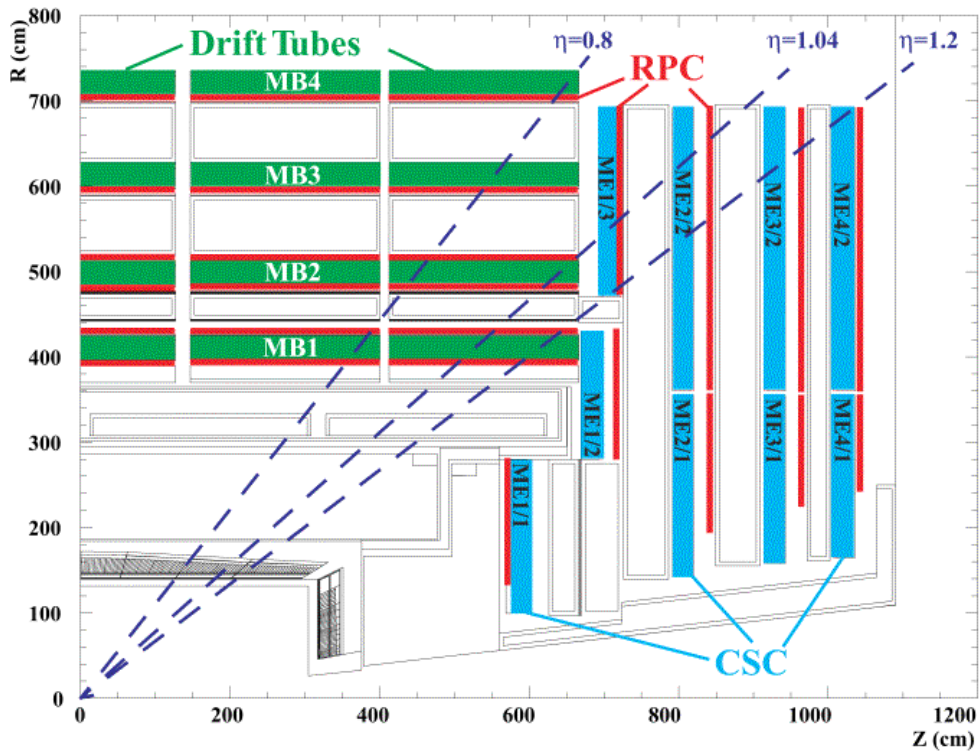 R (cm)
800
700
600
500
400
300
200
100
0
0
200
400
600
800
1000
1200
Z (cm)
Drift Tubes
η=0.8
η=1.04
η=1.2
RPC
MB4
MB3
MB2
MB1
ME1/3
ME2/2
ME3/2
ME4/2
ME1/2
ME1/1
ME2/1
ME3/1
ME4/1
CSC